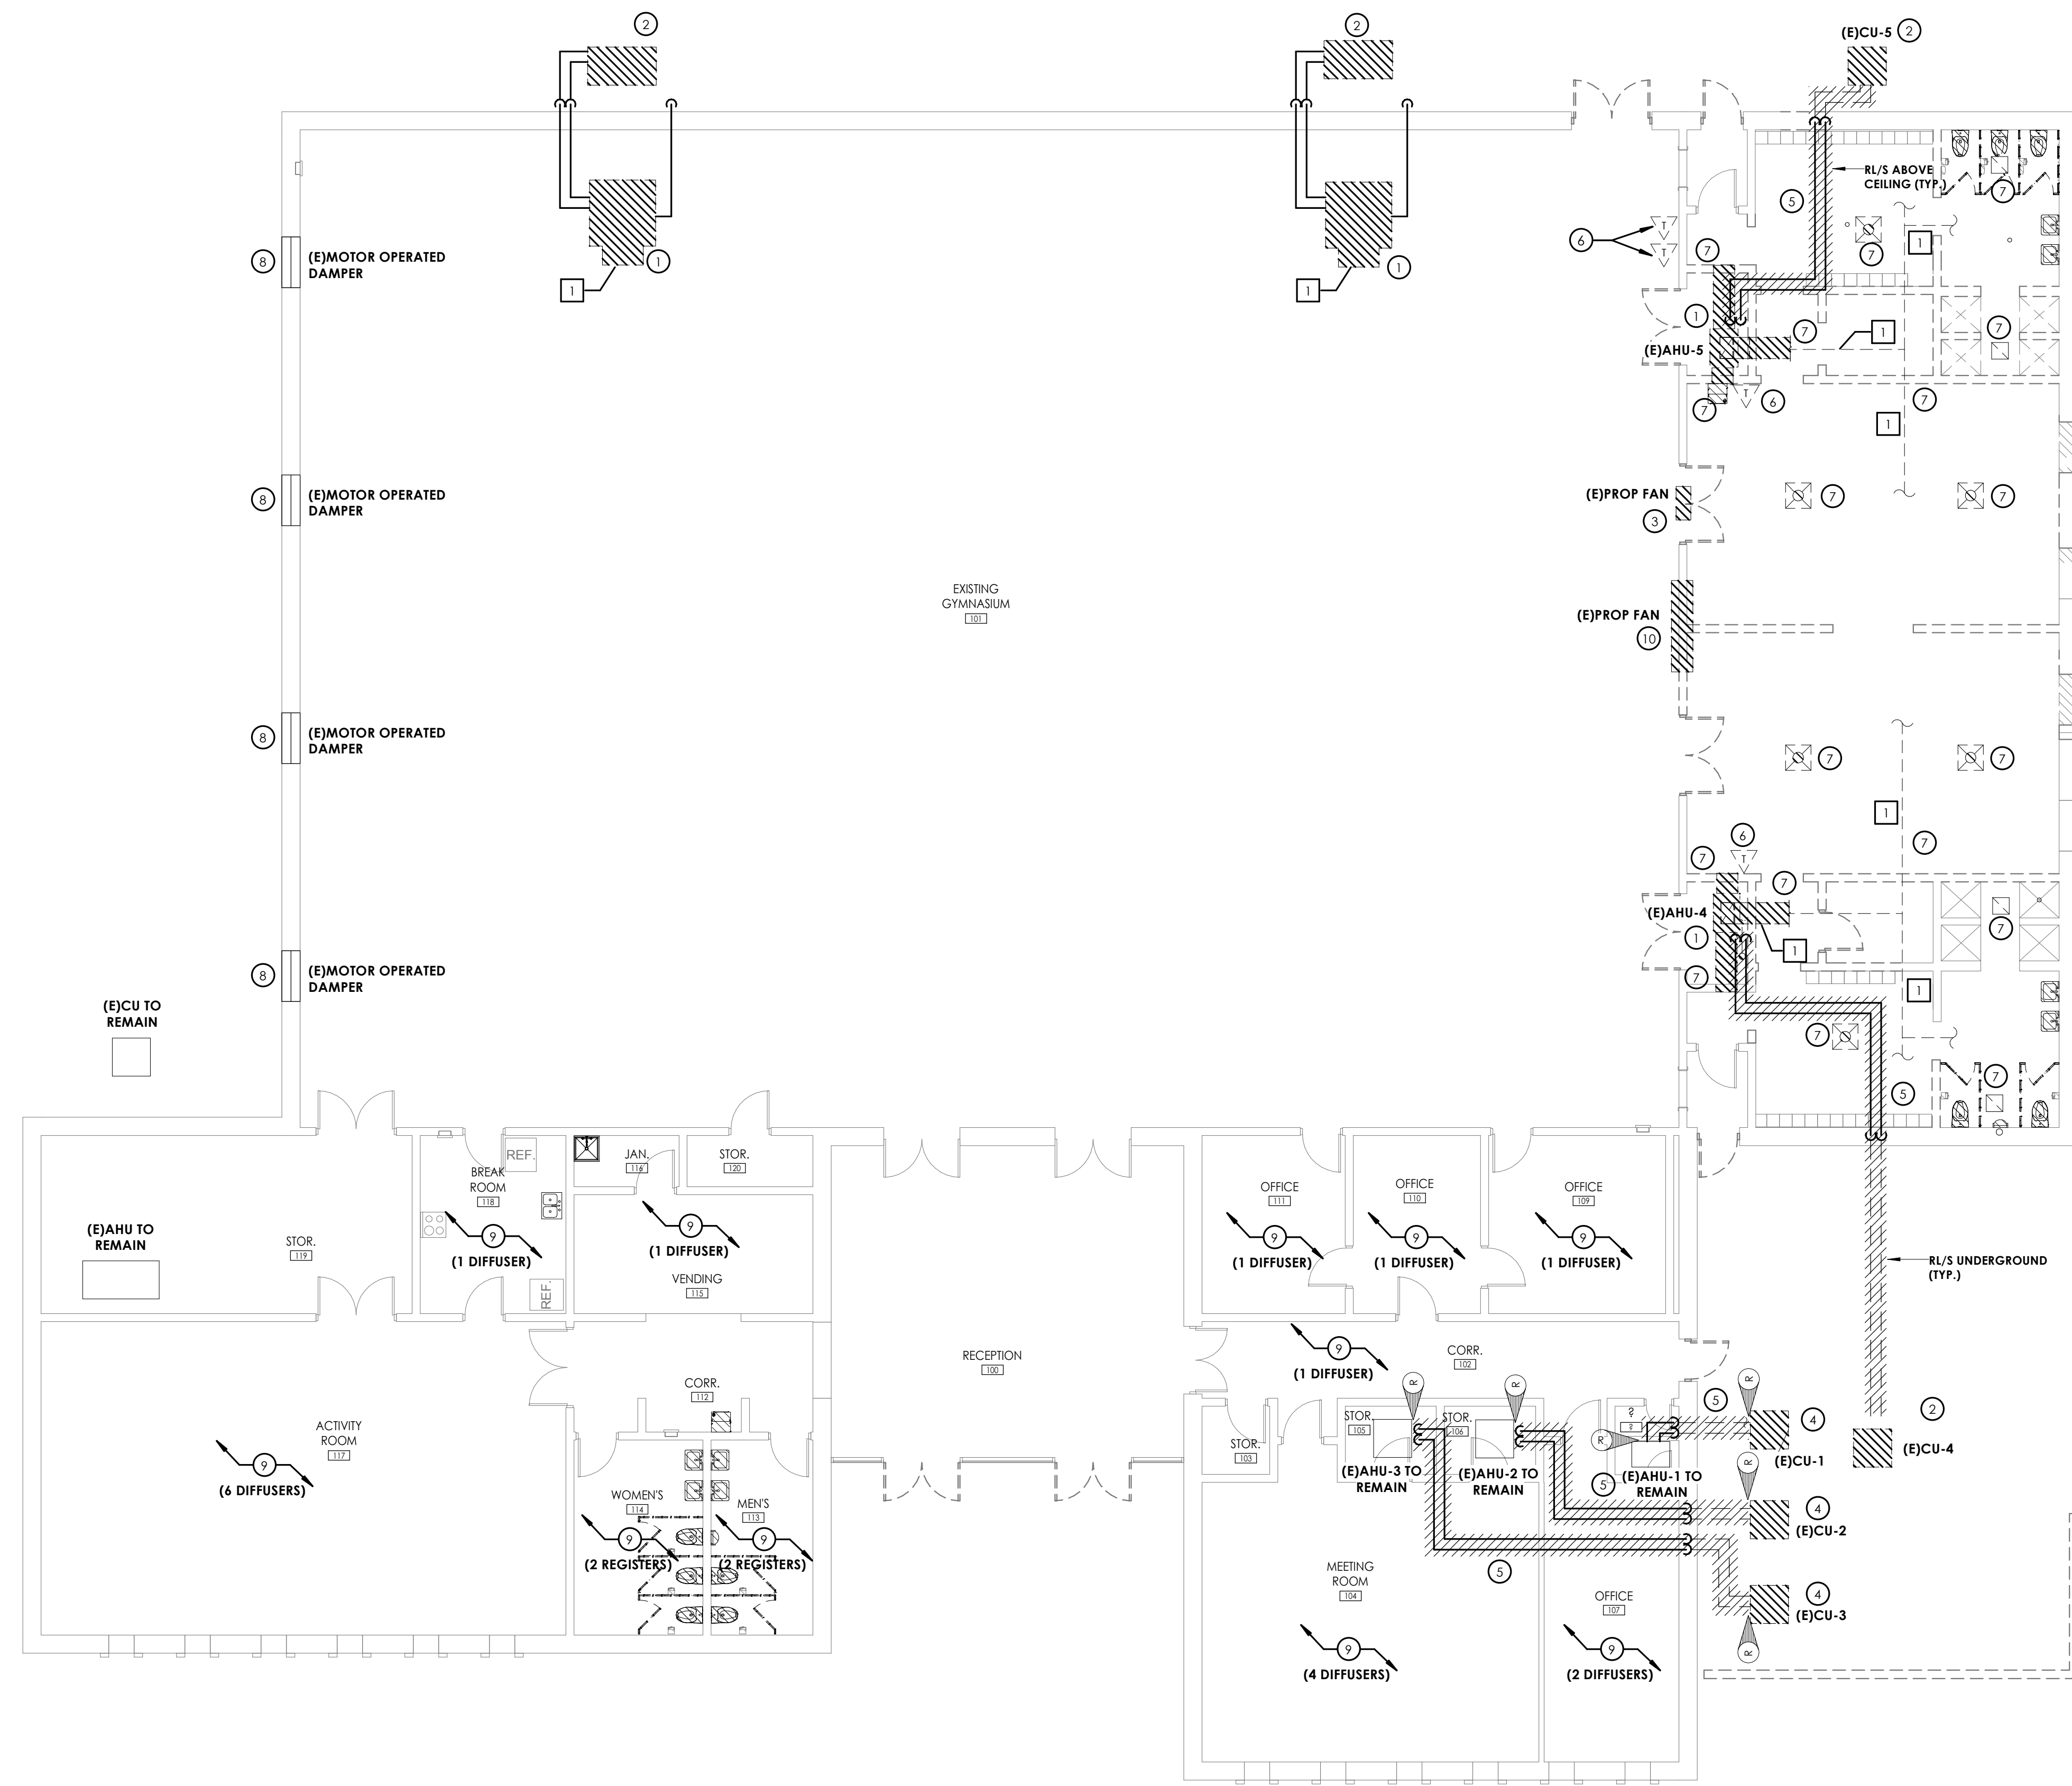 2
2
(E)CU-5 2
RL/S ABOVE
CEILING (TYP.)
5
7
6
7
7
1
8
(E)MOTOR OPERATED
DAMPER
1
1
1
1
1
(E)AHU-5
7
1
7
7
6
7
1
8
(E)MOTOR OPERATED
DAMPER
(E)PROP FAN
3
7
7
EXISTING
GYMNASIUM
101
(E)PROP FAN
10
8
(E)MOTOR OPERATED
DAMPER
7
7
1
6
7
7
7
(E)AHU-4
1
7
1
7
8
(E)MOTOR OPERATED
DAMPER
1
(E)CU TO
REMAIN
7
7
5
T
T
T
T
REF.
BREAK
ROOM
118
9
(1 DIFFUSER)
REF.
JAN.
116
STOR.
120
9
(1 DIFFUSER)
VENDING
115
OFFICE
111
9
(1 DIFFUSER)
OFFICE
110
9
(1 DIFFUSER)
OFFICE
109
9
(1 DIFFUSER)
(E)AHU TO
REMAIN
STOR.
119
RL/S UNDERGROUND
(TYP.)
RECEPTION
100
9
(1 DIFFUSER)
CORR.
102
CORR.
112
ACTIVITY
ROOM
117
9
(6 DIFFUSERS)
STOR.
103
STOR.
105
STOR.
106
?
?
R
R
R
R
5
4
(E)CU-1
2
(E)CU-4
(E)AHU-3 TO
REMAIN
(E)AHU-2 TO
REMAIN
5
(E)AHU-1 TO
REMAIN
R
4
(E)CU-2
WOMEN'S
114
9
(2 REGISTERS)
MEN'S
113
9
(2 REGISTERS)
MEETING
ROOM
104
5
OFFICE
107
4
(E)CU-3
R
9
(4 DIFFUSERS)
9
(2 DIFFUSERS)